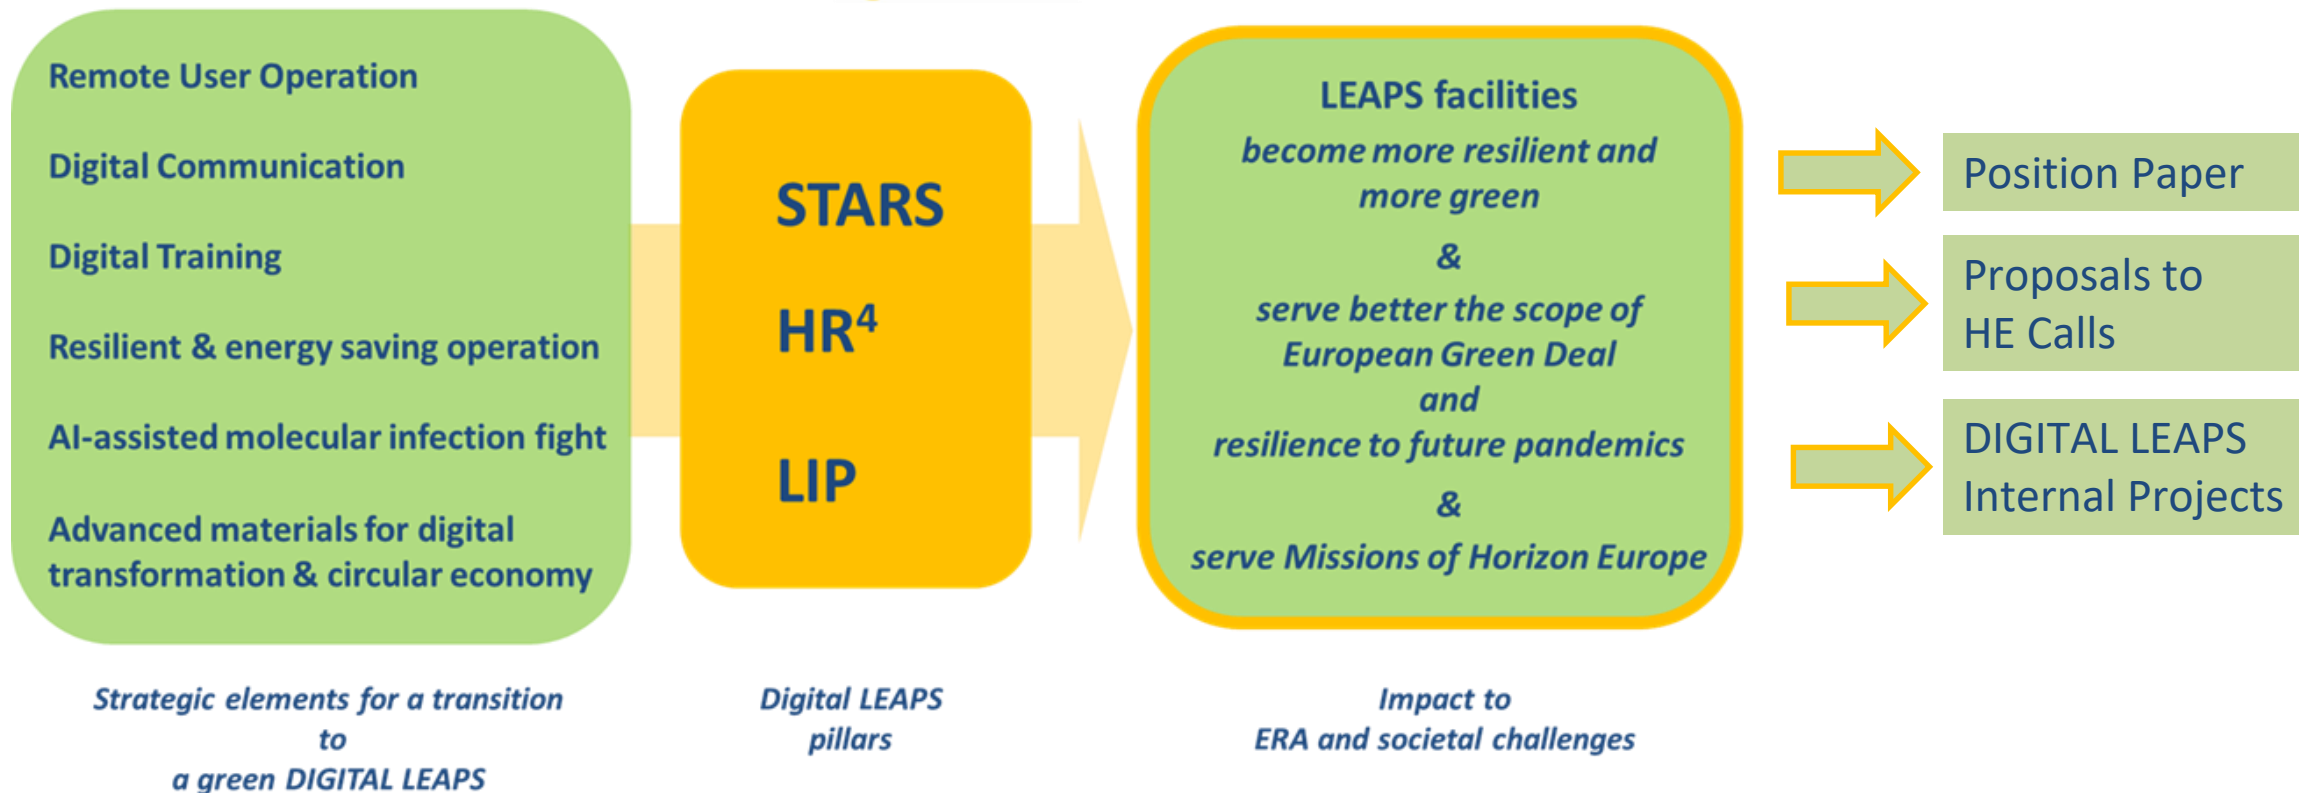 Remote User Operation
Digital Communication
Digital Training
Resilient & energy saving operation
AI-assisted molecular infection fight
Advanced materials for digital
transformation & circular economy
Strategic elements for a transition
to
a green DIGITAL LEAPS
STARS
HR⁴
LIP
Digital LEAPS
pillars
LEAPS facilities
become more resilient and
more green
&
serve better the scope of
European Green Deal
and
resilience to future pandemics
&
serve Missions of Horizon Europe
Impact to
ERA and societal challenges
Position Paper
Proposals to
HE Calls
DIGITAL LEAPS
Internal Projects